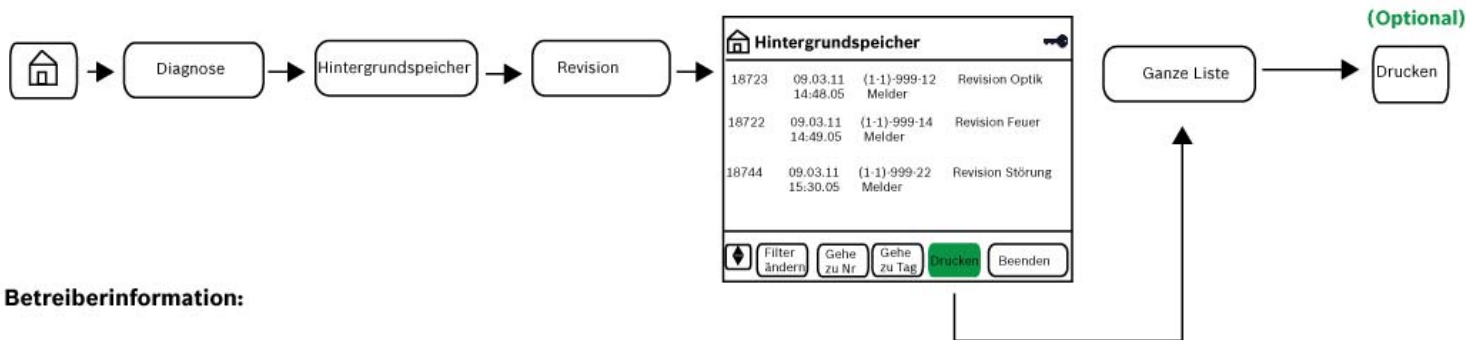 (Optional)
Diagnose
Hintergrundspeicher
Revision
Hintergrundspeicher
18723 09.03.11 (1-1)-999-12 Revision Optik
14:48.05 Melder
18722 09.03.11 (1-1)-999-14 Revision Feuer
14:49.05 Melder
18744 09.03.11 (1-1)-999-22 Revision Störung
15:30.05 Melder
Filter
ändern
Gehe
zu Nr
Gehe
zu Tag
Drucken
Beenden
Ganze Liste
Drucken
Betreiberinformation: